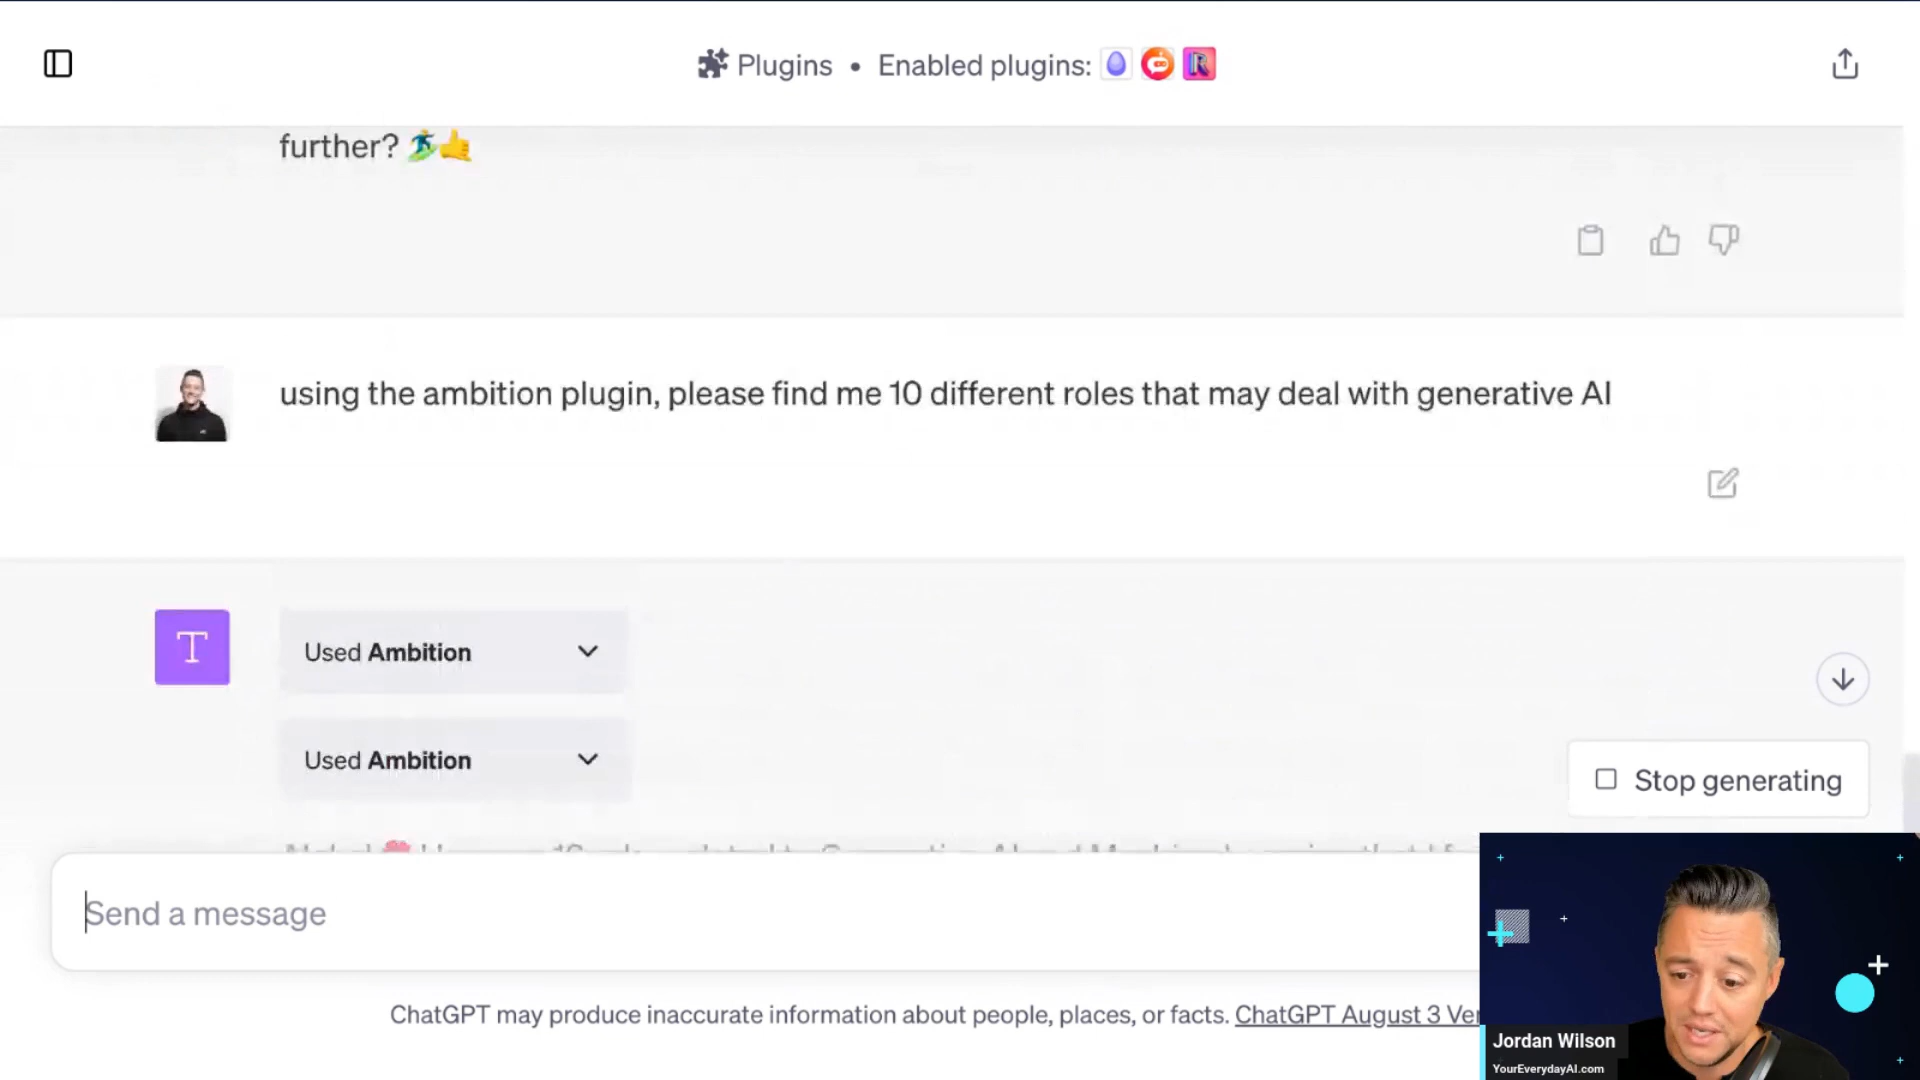 Plugins • Enabled plugins:
further?
using the ambition plugin, please find me 10 different roles that may deal with generative AI
T
Used Ambition
Used Ambition
Stop generating
Send a message
ChatGPT may produce inaccurate information about people, places, or facts. ChatGPT August 3 Ver
Jordan Wilson
YourEverydayAI.com